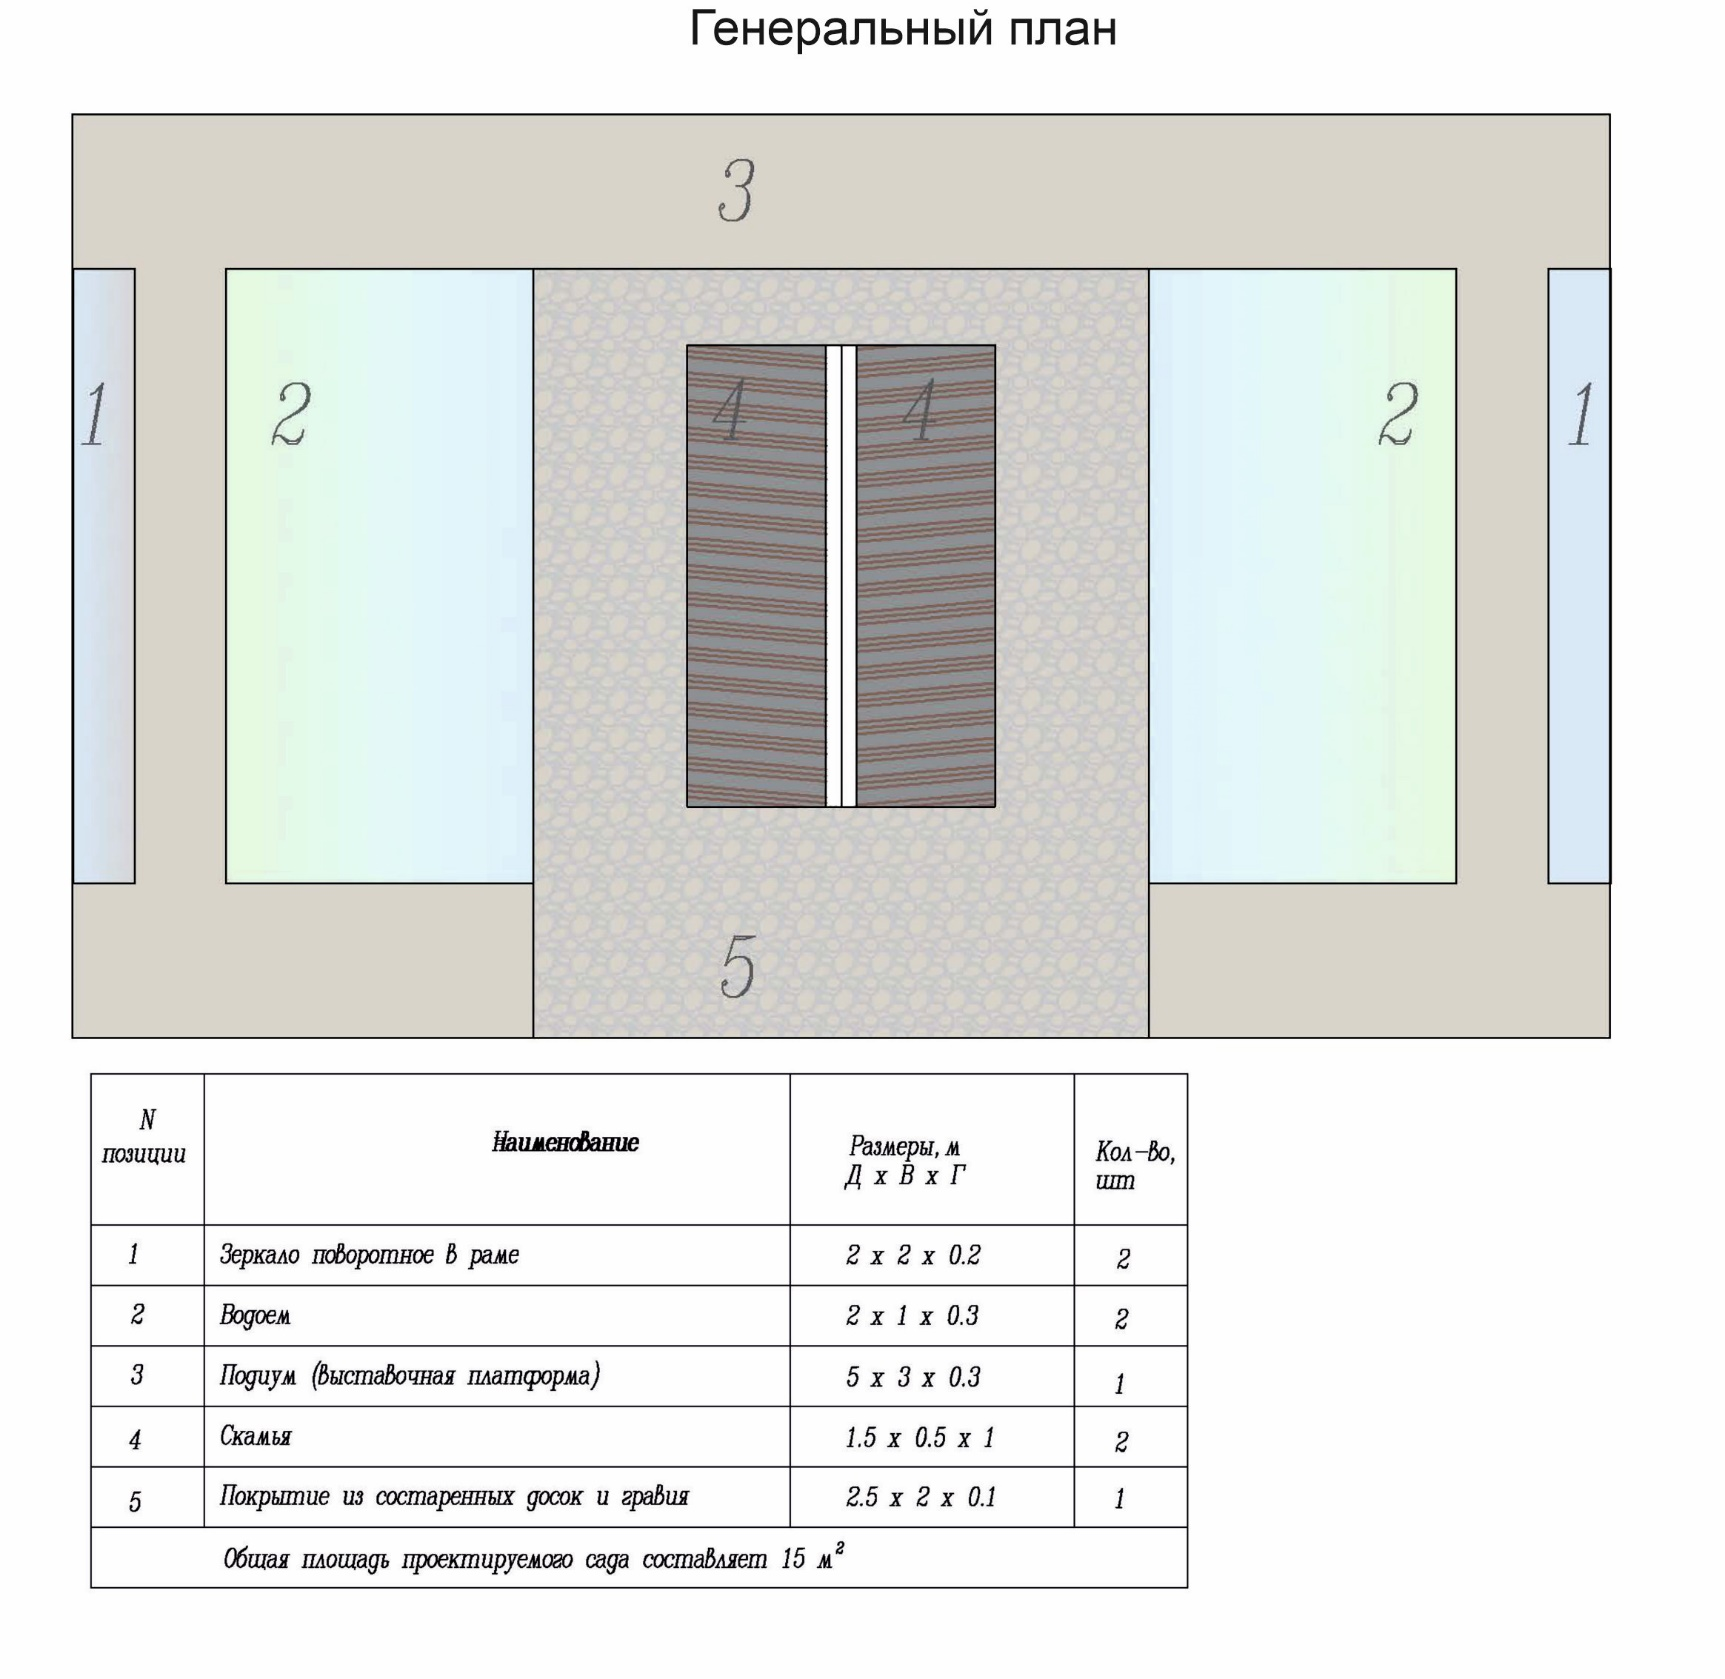 Генеральный план
3
1 2 4 4 2 1
5
N
позиции
Наименование
Размеры, м
Д х В х Г
Кол-во,
шт
1 Зеркало поворотное в раме 2 х 2 х 0.2 2
2 Водоем 2 х 1 х 0.3 2
3 Подиум (выставочная платформа) 5 х 3 х 0.3 1
4 Скамья 1.5 х 0.5 х 1 2
5 Покрытие из состаренных досок и гравия 2.5 х 2 х 0.1 1
Общая площадь проектируемого сада составляет 15 м²